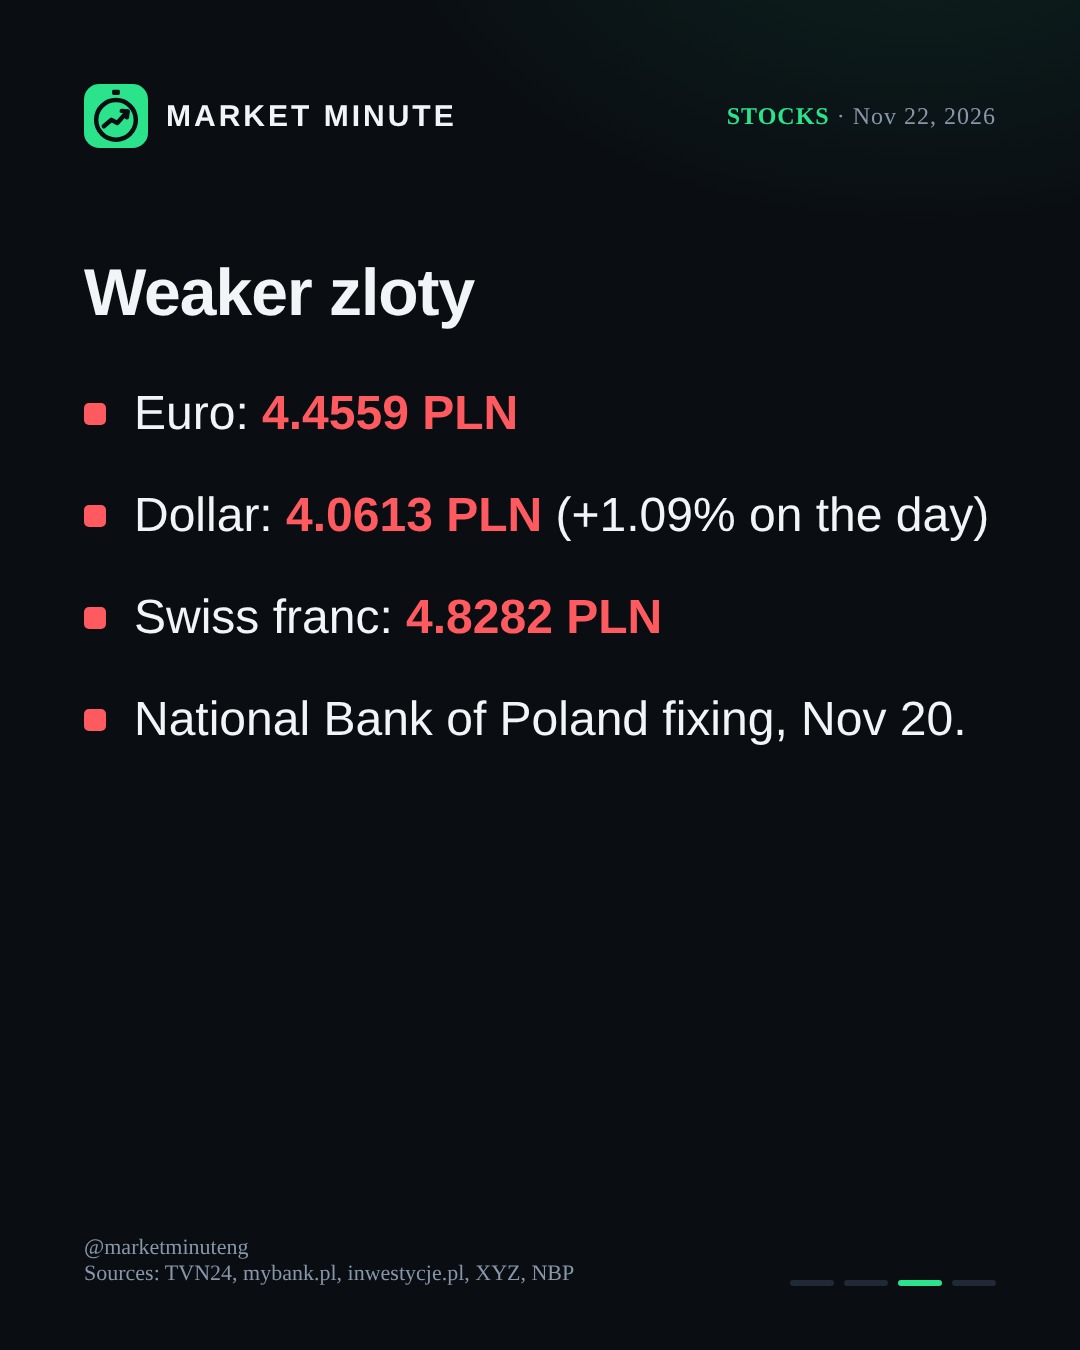 MARKET MINUTE
STOCKS · Nov 22, 2026
Weaker zloty
Euro: 4.4559 PLN
Dollar: 4.0613 PLN (+1.09% on the day)
Swiss franc: 4.8282 PLN
National Bank of Poland fixing, Nov 20.
@marketminuteng
Sources: TVN24, mybank.pl, inwestycje.pl, XYZ, NBP